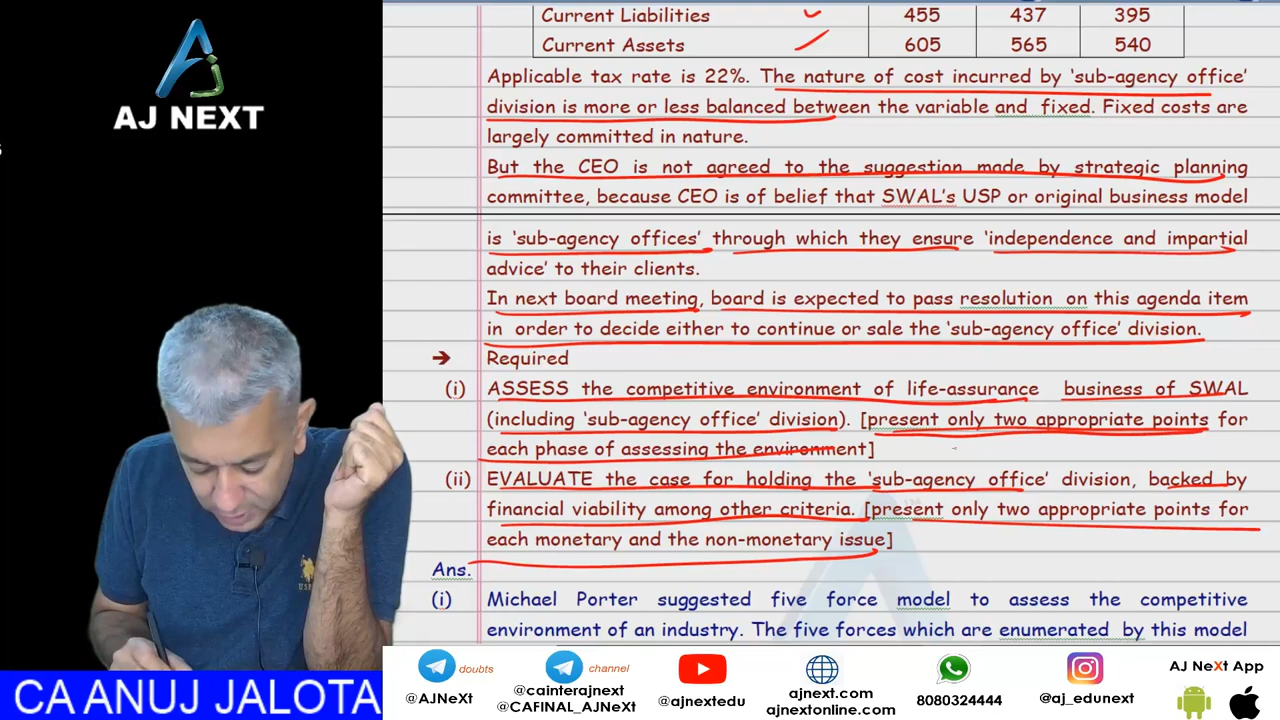 AJ NEXT
Current Liabilities 455 437 395
Current Assets 605 565 540
Applicable tax rate is 22%. The nature of cost incurred by ‘sub-agency office’
division is more or less balanced between the variable and fixed. Fixed costs are
largely committed in nature.
But the CEO is not agreed to the suggestion made by strategic planning
committee, because CEO is of belief that SWAL’s USP or original business model
is ‘sub-agency offices’ through which they ensure ‘independence and impartial
advice’ to their clients.
In next board meeting, board is expected to pass resolution on this agenda item
in order to decide either to continue or sale the ‘sub-agency office’ division.
➔ Required
(i) ASSESS the competitive environment of life-assurance business of SWAL
(including ‘sub-agency office’ division). [present only two appropriate points for
each phase of assessing the environment]
(ii) EVALUATE the case for holding the ‘sub-agency office’ division, backed by
financial viability among other criteria. [present only two appropriate points for
each monetary and the non-monetary issue]
Ans.
(i) Michael Porter suggested five force model to assess the competitive
environment of an industry. The five forces which are enumerated by this model
CA ANUJ JALOTA
doubts
@AJNeXt
channel
@cainterajnext
@CAFINAL_AJNeXt
@ajnextedu
ajnext.com
ajnextonline.com
8080324444
@aj_edunext
AJ NeXt App